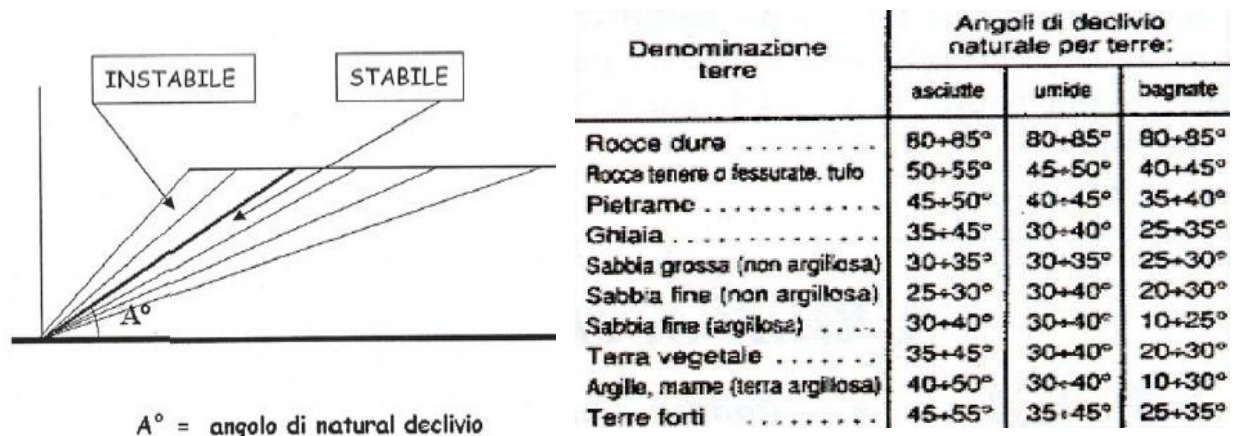 INSTABILE
STABILE
A°
A° = angolo di natural declivio
Denominazione terre
Angoli di declivio naturale per terre:
asciutte umide bagnate
Rocce dure ......... 80÷85° 80÷85° 80÷85°
Rocce tenere o fessurate, tufo 50÷55° 45÷50° 40÷45°
Pietrame ........... 45÷50° 40÷45° 35÷40°
Ghiaia ............. 35÷45° 30÷40° 25÷35°
Sabbia grossa (non argillosa) 30÷35° 30÷35° 25÷30°
Sabbia fine (non argillosa) 25÷30° 30÷40° 20÷30°
Sabbia fine (argillosa) .... 30÷40° 30÷40° 10÷25°
Terra vegetale ....... 35÷45° 30÷40° 20÷30°
Argille, marne (terra argillosa) 40÷50° 30÷40° 10÷30°
Terre forti ......... 45÷55° 35÷45° 25÷35°